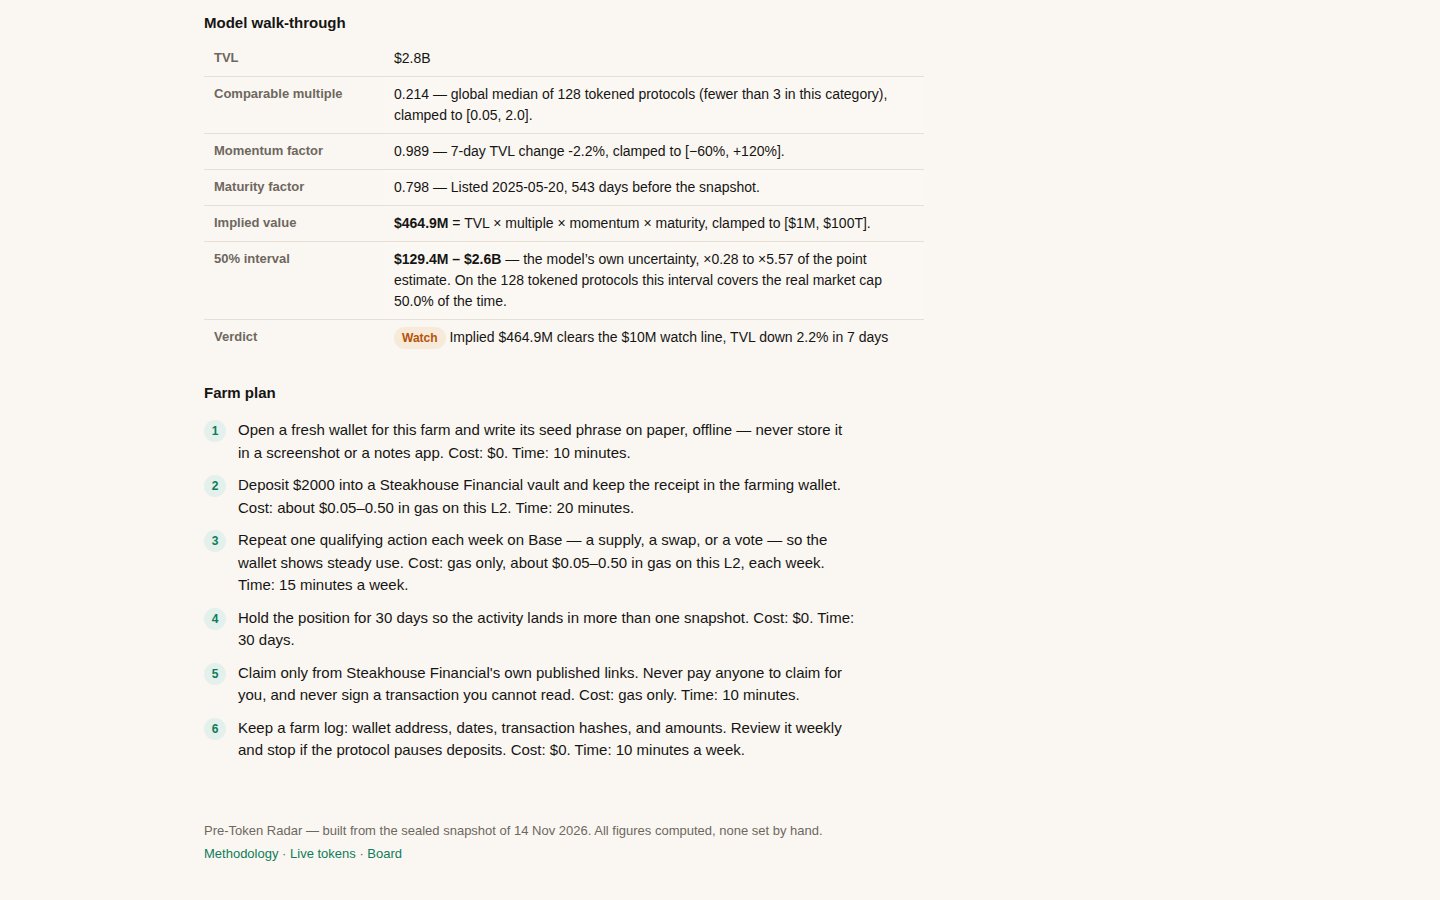 Model walk-through
TVL
$2.8B
Comparable multiple
0.214 — global median of 128 tokened protocols (fewer than 3 in this category),
clamped to [0.05, 2.0].
Momentum factor
0.989 — 7-day TVL change -2.2%, clamped to [−60%, +120%].
Maturity factor
0.798 — Listed 2025-05-20, 543 days before the snapshot.
Implied value
$464.9M = TVL × multiple × momentum × maturity, clamped to [$1M, $100T].
50% interval
$129.4M – $2.6B — the model’s own uncertainty, ×0.28 to ×5.57 of the point
estimate. On the 128 tokened protocols this interval covers the real market cap
50.0% of the time.
Verdict
Watch Implied $464.9M clears the $10M watch line, TVL down 2.2% in 7 days
Farm plan
1 Open a fresh wallet for this farm and write its seed phrase on paper, offline — never store it
in a screenshot or a notes app. Cost: $0. Time: 10 minutes.
2 Deposit $2000 into a Steakhouse Financial vault and keep the receipt in the farming wallet.
Cost: about $0.05–0.50 in gas on this L2. Time: 20 minutes.
3 Repeat one qualifying action each week on Base — a supply, a swap, or a vote — so the
wallet shows steady use. Cost: gas only, about $0.05–0.50 in gas on this L2, each week.
Time: 15 minutes a week.
4 Hold the position for 30 days so the activity lands in more than one snapshot. Cost: $0. Time:
30 days.
5 Claim only from Steakhouse Financial's own published links. Never pay anyone to claim for
you, and never sign a transaction you cannot read. Cost: gas only. Time: 10 minutes.
6 Keep a farm log: wallet address, dates, transaction hashes, and amounts. Review it weekly
and stop if the protocol pauses deposits. Cost: $0. Time: 10 minutes a week.
Pre-Token Radar — built from the sealed snapshot of 14 Nov 2026. All figures computed, none set by hand.
Methodology · Live tokens · Board